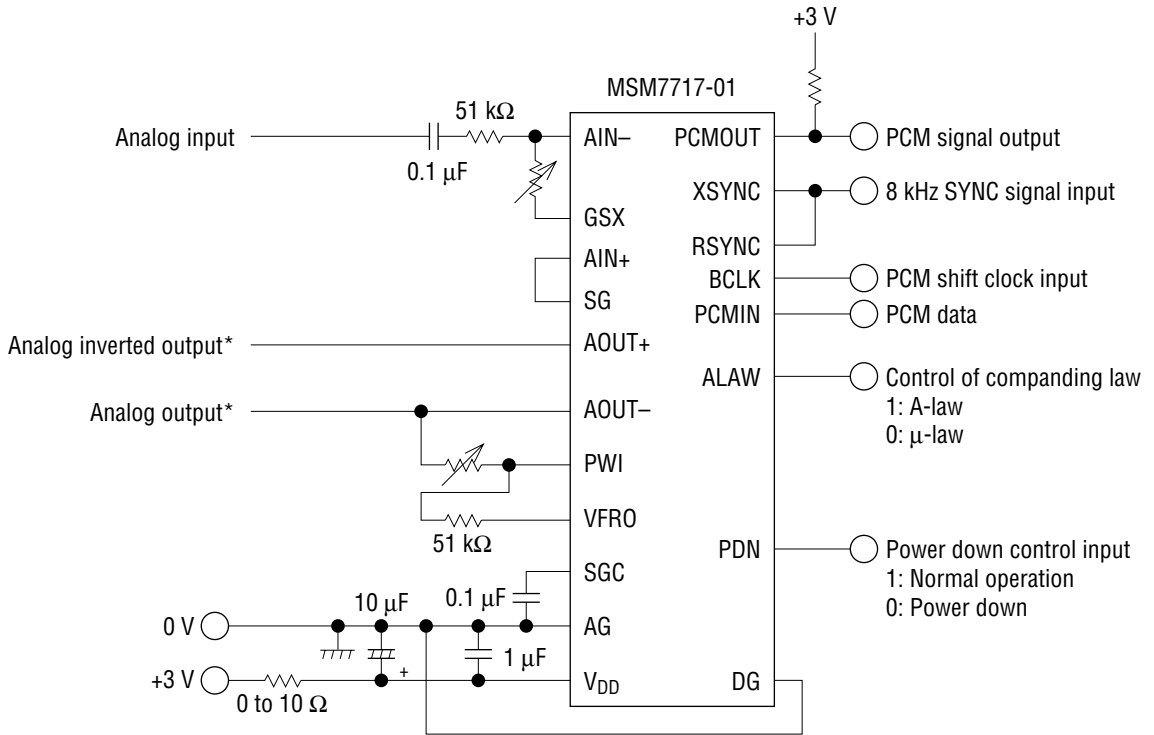 +3 V
MSM7717-01
51 kΩ
Analog input
0.1 µF
AIN–
GSX
AIN+
SG
Analog inverted output*
AOUT+
Analog output*
AOUT–
PWI
VFRO
51 kΩ
SGC
0.1 µF
10 µF
0 V
AG
1 µF
+
+3 V
0 to 10 Ω
VDD
PCMOUT
PCM signal output
XSYNC
8 kHz SYNC signal input
RSYNC
BCLK
PCM shift clock input
PCMIN
PCM data
ALAW
Control of companding law
1: A-law
0: µ-law
PDN
Power down control input
1: Normal operation
0: Power down
DG